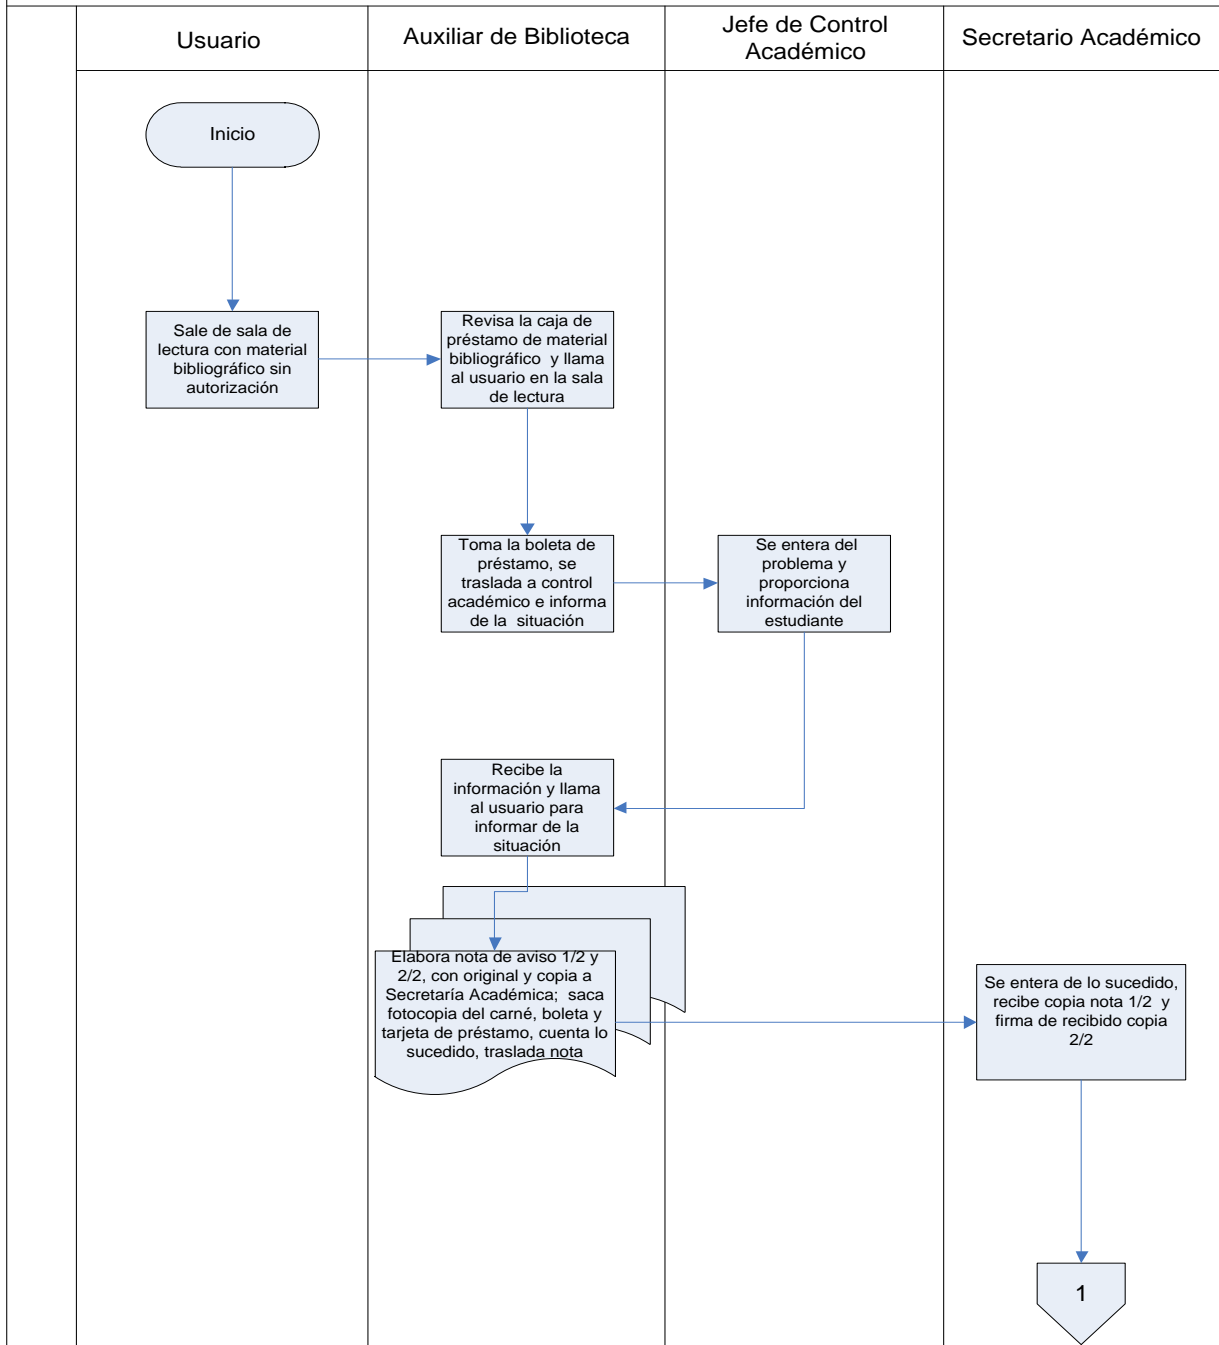 Usuario
Auxiliar de Biblioteca
Jefe de Control
Académico
Secretario Académico
Inicio
Sale de sala de
lectura con material
bibliográfico sin
autorización
Revisa la caja de
préstamo de material
bibliográfico y llama
al usuario en la sala
de lectura
Toma la boleta de
préstamo, se
traslada a control
académico e informa
de la situación
Se entera del
problema y
proporciona
información del
estudiante
Recibe la
información y llama
al usuario para
informar de la
situación
Elabora nota de aviso 1/2 y
2/2, con original y copia a
Secretaría Académica; saca
fotocopia del carné, boleta y
tarjeta de préstamo, cuenta lo
sucedido, traslada nota
Se entera de lo sucedido,
recibe copia nota 1/2 y
firma de recibido copia
2/2
1